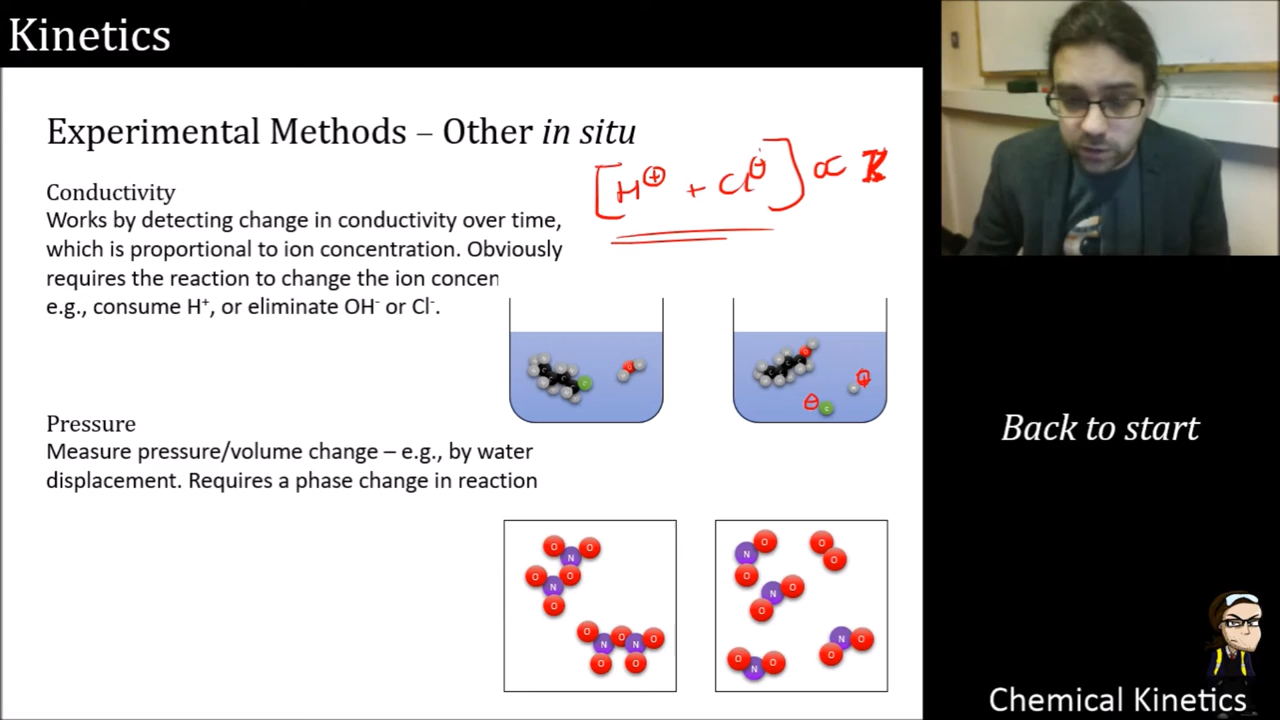 Kinetics
Experimental Methods – Other in situ
[H⊕ + Cl⊖] ∝
Conductivity
Works by detecting change in conductivity over time,
which is proportional to ion concentration. Obviously
requires the reaction to change the ion concen
e.g., consume H⁺, or eliminate OH⁻ or Cl⁻.
O
C
⊖
C
⊕
O
Back to start
Pressure
Measure pressure/volume change – e.g., by water
displacement. Requires a phase change in reaction
O O
N
O O
N
O
O O O
N N
O O
O O
N O
O O
N
O
O O
N
N O
O
Chemical Kinetics